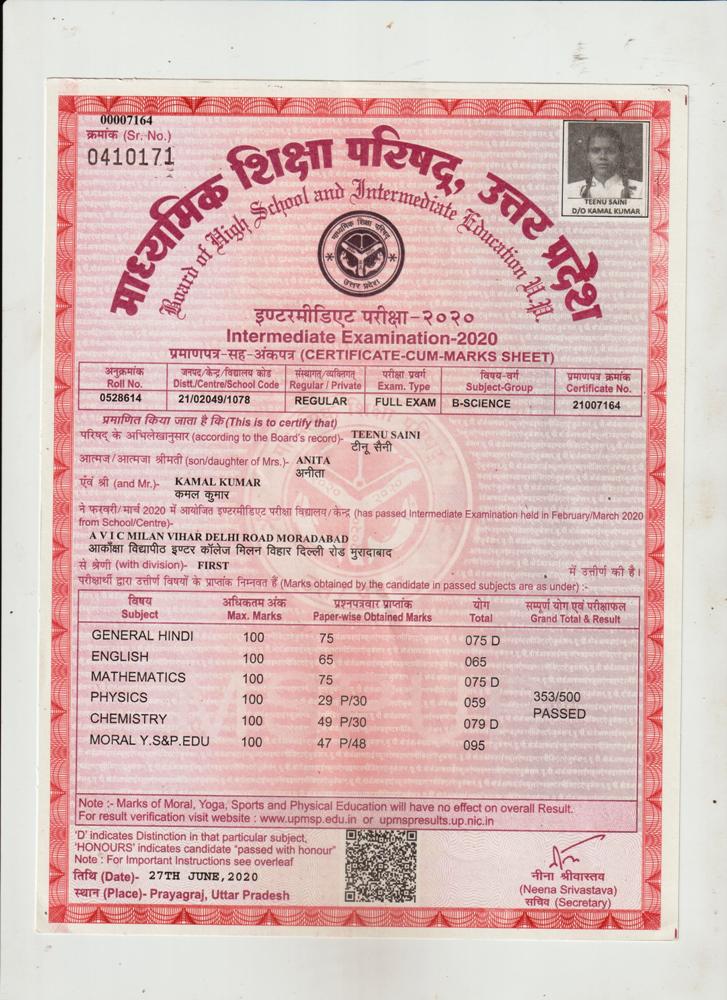 00007164
क्रमांक (Sr. No.)
0410171
माध्यमिक शिक्षा परिषद्, उत्तर प्रदेश
Board of High School and Intermediate Education U.P.
TEENU SAINI
D/O KAMAL KUMAR
माध्यमिक शिक्षा परिषद
उत्तर प्रदेश
इण्टरमीडिएट परीक्षा-२०२०
Intermediate Examination-2020
प्रमाणपत्र-सह-अंकपत्र (CERTIFICATE-CUM-MARKS SHEET)
अनुक्रमांक जनपद/केन्द्र/विद्यालय कोड संस्थागत/व्यक्तिगत परीक्षा प्रवर्ग विषय-वर्ग प्रमाणपत्र क्रमांक
Roll No. Distt./Centre/School Code Regular / Private Exam. Type Subject-Group Certificate No.
0528614 21/02049/1078 REGULAR FULL EXAM B-SCIENCE 21007164
प्रमाणित किया जाता है कि (This is to certify that)
परिषद् के अभिलेखानुसार (according to the Board's record)- TEENU SAINI
टीनू सैनी
आत्मज/आत्मजा श्रीमती (son/daughter of Mrs.)- ANITA
अनीता
एंव श्री (and Mr.)- KAMAL KUMAR
कमल कुमार
ने फरवरी/मार्च 2020 में आयोजित इण्टरमीडिएट परीक्षा विद्यालय/केन्द्र (has passed Intermediate Examination held in February/March 2020
from School/Centre)-
A V I C MILAN VIHAR DELHI ROAD MORADABAD
आकाँक्षा विद्यापीठ इण्टर कॉलेज मिलन विहार दिल्ली रोड मुरादाबाद
से श्रेणी (with division)- FIRST में उत्तीर्ण की है।
परीक्षार्थी द्वारा उत्तीर्ण विषयों के प्राप्तांक निम्नवत हैं (Marks obtained by the candidate in passed subjects are as under) :-
विषय अधिकतम अंक प्रश्नपत्रवार प्राप्तांक योग सम्पूर्ण योग एवं परीक्षाफल
Subject Max. Marks Paper-wise Obtained Marks Total Grand Total & Result
GENERAL HINDI 100 75 075 D
ENGLISH 100 65 065
MATHEMATICS 100 75 075 D
PHYSICS 100 29 P/30 059 353/500
CHEMISTRY 100 49 P/30 079 D PASSED
MORAL Y.S&P.EDU 100 47 P/48 095
Note :- Marks of Moral, Yoga, Sports and Physical Education will have no effect on overall Result.
For result verification visit website : www.upmsp.edu.in or upmspresults.up.nic.in
'D' indicates Distinction in that particular subject,
'HONOURS' indicates candidate "passed with honour"
Note : For Important Instructions see overleaf
तिथि (Date)- 27TH JUNE,2020
स्थान (Place)- Prayagraj, Uttar Pradesh
नीना श्रीवास्तव
(Neena Srivastava)
सचिव (Secretary)